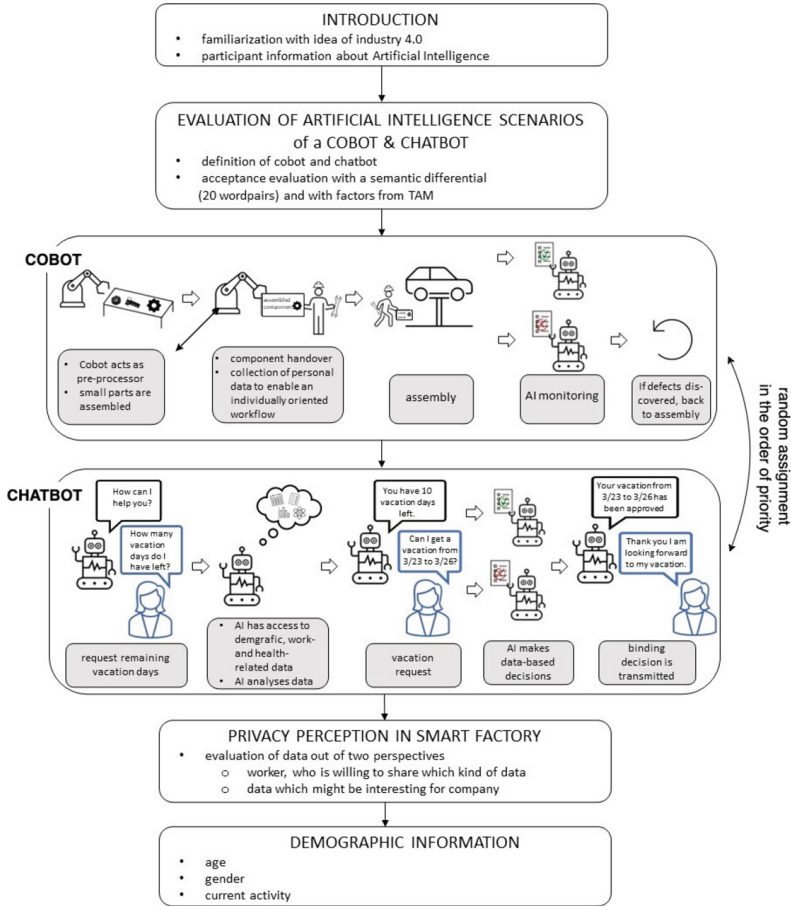 INTRODUCTION
• familiarization with idea of industry 4.0
• participant information about Artificial Intelligence
EVALUATION OF ARTIFICIAL INTELLIGENCE SCENARIOS
of a COBOT & CHATBOT
• definition of cobot and chatbot
• acceptance evaluation with a semantic differential
(20 wordpairs) and with factors from TAM
COBOT
assembled
component
• Cobot acts as
pre-processor
• small parts are
assembled
• component handover
• collection of personal
data to enable an
individually oriented
workflow
assembly
AI monitoring
If defects dis-
covered, back
to assembly
random assignment
in the order of priority
CHATBOT
How can I
help you?
How many
vacation
days do I
have left?
You have 10
vacation days
left.
Can I get a
vacation from
3/23 to 3/26?
Your vacation from
3/23 to 3/26 has
been approved
Thank you I am
looking forward
to my vacation.
request remaining
vacation days
• AI has access to
demgrafic, work-
and health-
related data
• AI analyses data
vacation
request
AI makes
data-based
decisions
binding
decision is
transmitted
PRIVACY PERCEPTION IN SMART FACTORY
• evaluation of data out of two perspectives
o worker, who is willing to share which kind of data
o data which might be interesting for company
DEMOGRAPHIC INFORMATION
• age
• gender
• current activity